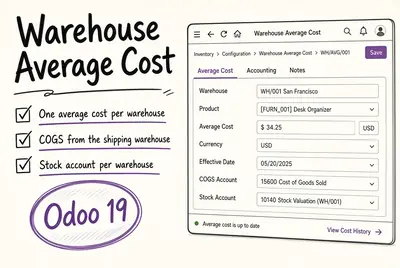 Warehouse
Average Cost
One average cost per warehouse
COGS from the shipping warehouse
Stock account per warehouse
Odoo 19
Warehouse Average Cost
Inventory > Configuration > Warehouse Average Cost > WH/AVG/001
Save
Average Cost Accounting Notes
Warehouse WH/001 San Francisco
Product [FURN_001] Desk Organizer
Average Cost $ 34.25 USD
Currency USD
Effective Date 05/20/2025
COGS Account 15600 Cost of Goods Sold
Stock Account 10140 Stock Valuation (WH/001)
Average cost is up to date
View Cost History